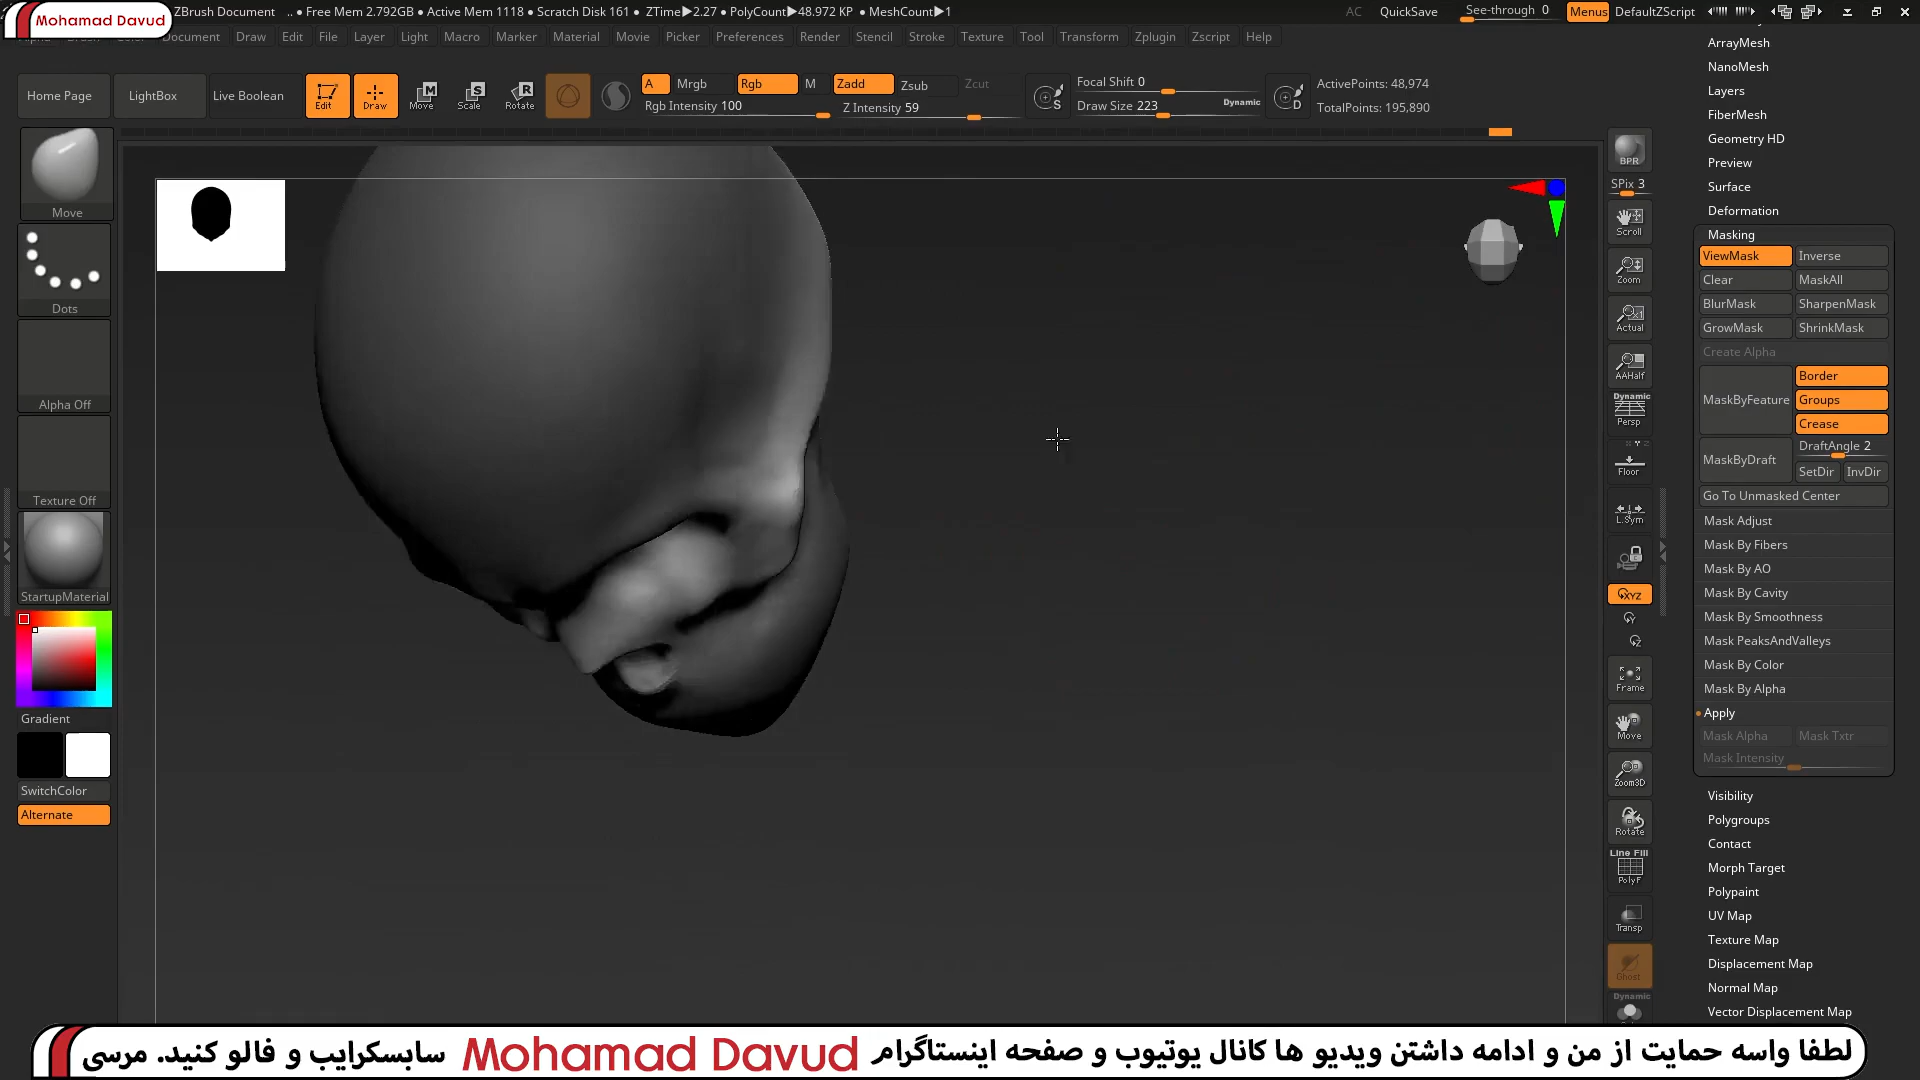 Mohamad Davud
ZBrush Document .. • Free Mem 2.792GB • Active Mem 1118 • Scratch Disk 161 • ZTime▶2.27 • PolyCount▶48.972 KP • MeshCount▶1 AC QuickSave See-through 0 Menus DefaultZScript
Document Draw Edit File Layer Light Macro Marker Material Movie Picker Preferences Render Stencil Stroke Texture Tool Transform Zplugin Zscript Help
Home Page LightBox Live Boolean Edit Draw Move Scale Rotate
A Mrgb Rgb M Zadd Zsub Zcut
Rgb Intensity 100 Z Intensity 59
S Focal Shift 0
Draw Size 223 Dynamic D
ActivePoints: 48,974
TotalPoints: 195,890
Move
Dots
Alpha Off
Texture Off
StartupMaterial
Gradient
SwitchColor
Alternate
BPR
SPix 3
Scroll
Zoom
Actual
AAHalf
Dynamic
Persp
Floor
L.Sym
XYZ
Y
Z
Frame
Move
Zoom3D
Rotate
Line Fill
PolyF
Transp
Ghost
Dynamic
ArrayMesh
NanoMesh
Layers
FiberMesh
Geometry HD
Preview
Surface
Deformation
Masking
ViewMask Inverse
Clear MaskAll
BlurMask SharpenMask
GrowMask ShrinkMask
Create Alpha
MaskByFeature Border
Groups
Crease
MaskByDraft DraftAngle 2
SetDir InvDir
Go To Unmasked Center
Mask Adjust
Mask By Fibers
Mask By AO
Mask By Cavity
Mask By Smoothness
Mask PeaksAndValleys
Mask By Color
Mask By Alpha
Apply
Mask Alpha Mask Txtr
Mask Intensity
Visibility
Polygroups
Contact
Morph Target
Polypaint
UV Map
Texture Map
Displacement Map
Normal Map
Vector Displacement Map
لطفا واسه حمایت از من و ادامه داشتن ویدیو ها کانال یوتیوب و صفحه اینستاگرام Mohamad Davud سابسکرایب و فالو کنید. مرسی